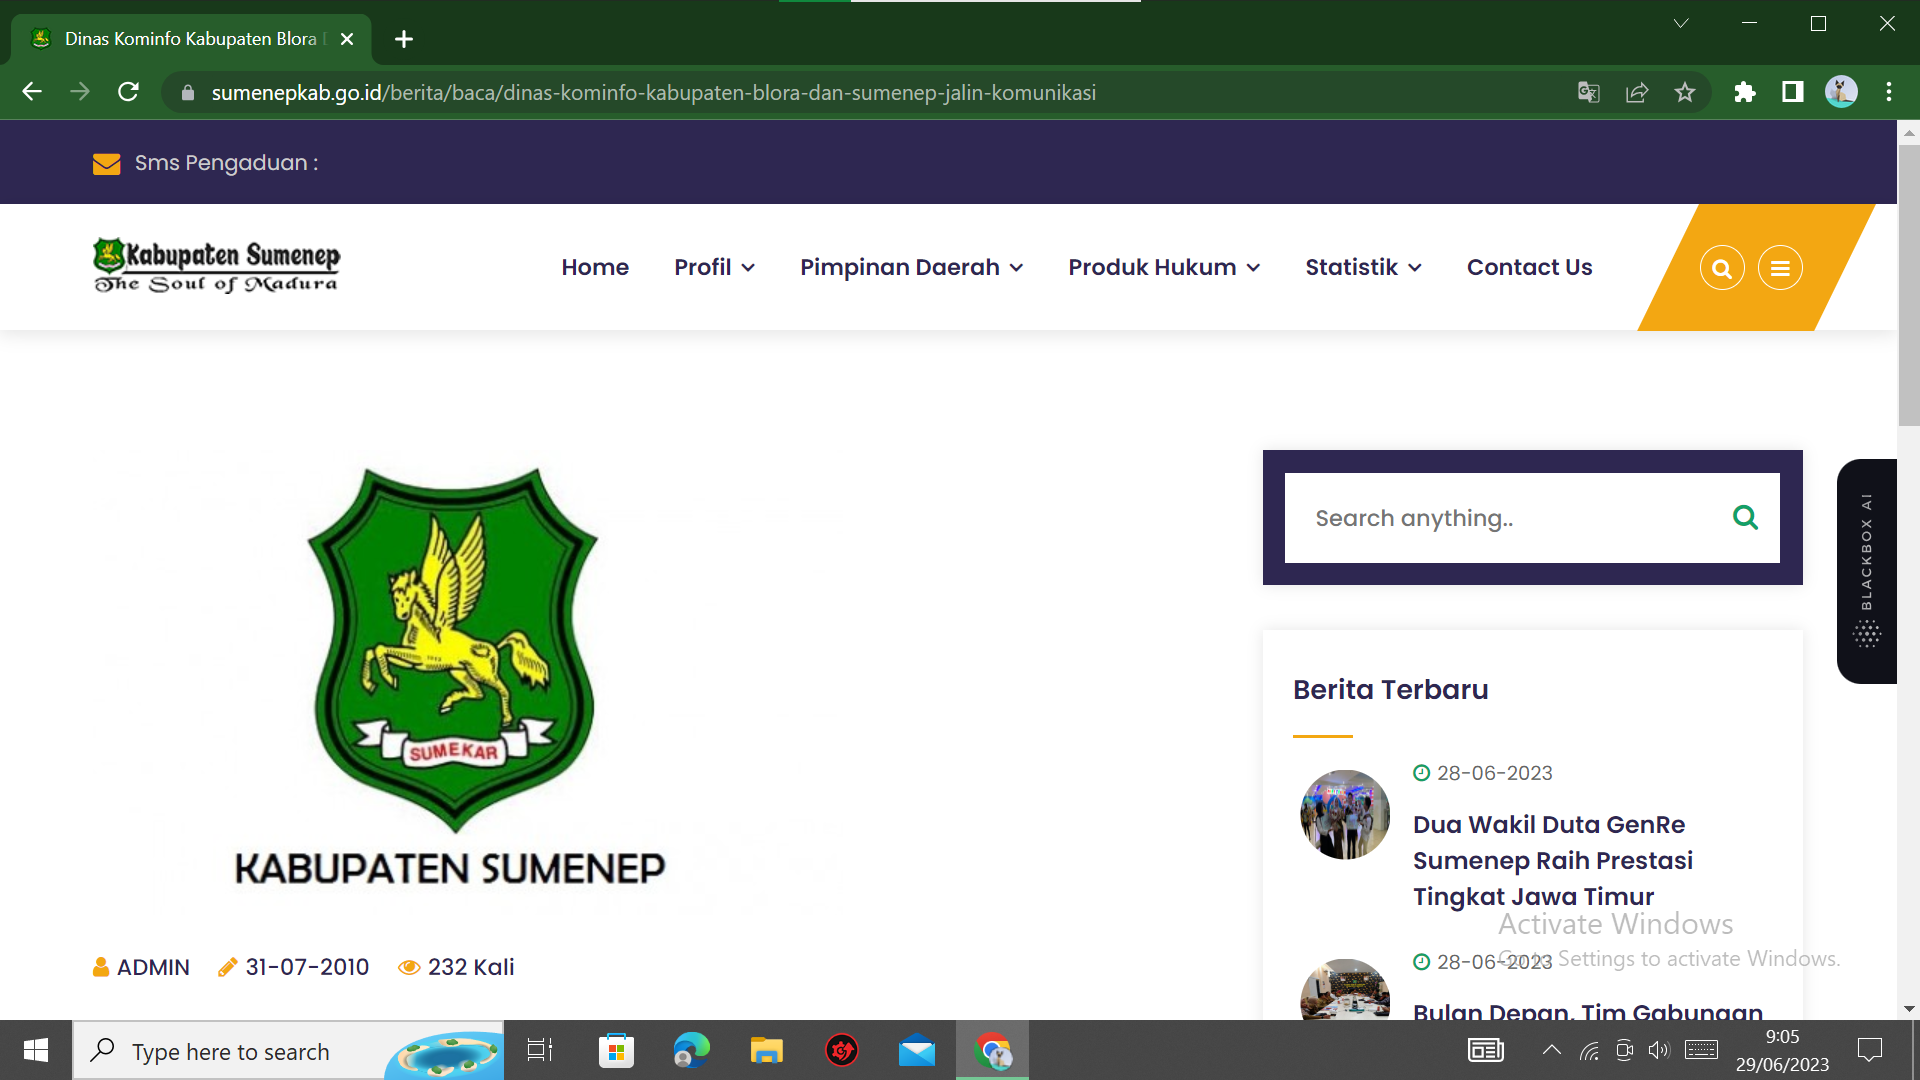 Dinas Kominfo Kabupaten Blora
sumenepkab.go.id/berita/baca/dinas-kominfo-kabupaten-blora-dan-sumenep-jalin-komunikasi
Sms Pengaduan :
Kabupaten Sumenep
The Soul of Madura
Home
Profil
Pimpinan Daerah
Produk Hukum
Statistik
Contact Us
SUMEKAR
KABUPATEN SUMENEP
ADMIN
31-07-2010
232 Kali
Search anything..
BLACKBOX AI
Berita Terbaru
28-06-2023
Dua Wakil Duta GenRe
Sumenep Raih Prestasi
Tingkat Jawa Timur
28-06-2023
Bulan Depan, Tim Gabungan
Activate Windows
Go to Settings to activate Windows.
Type here to search
9:05
29/06/2023